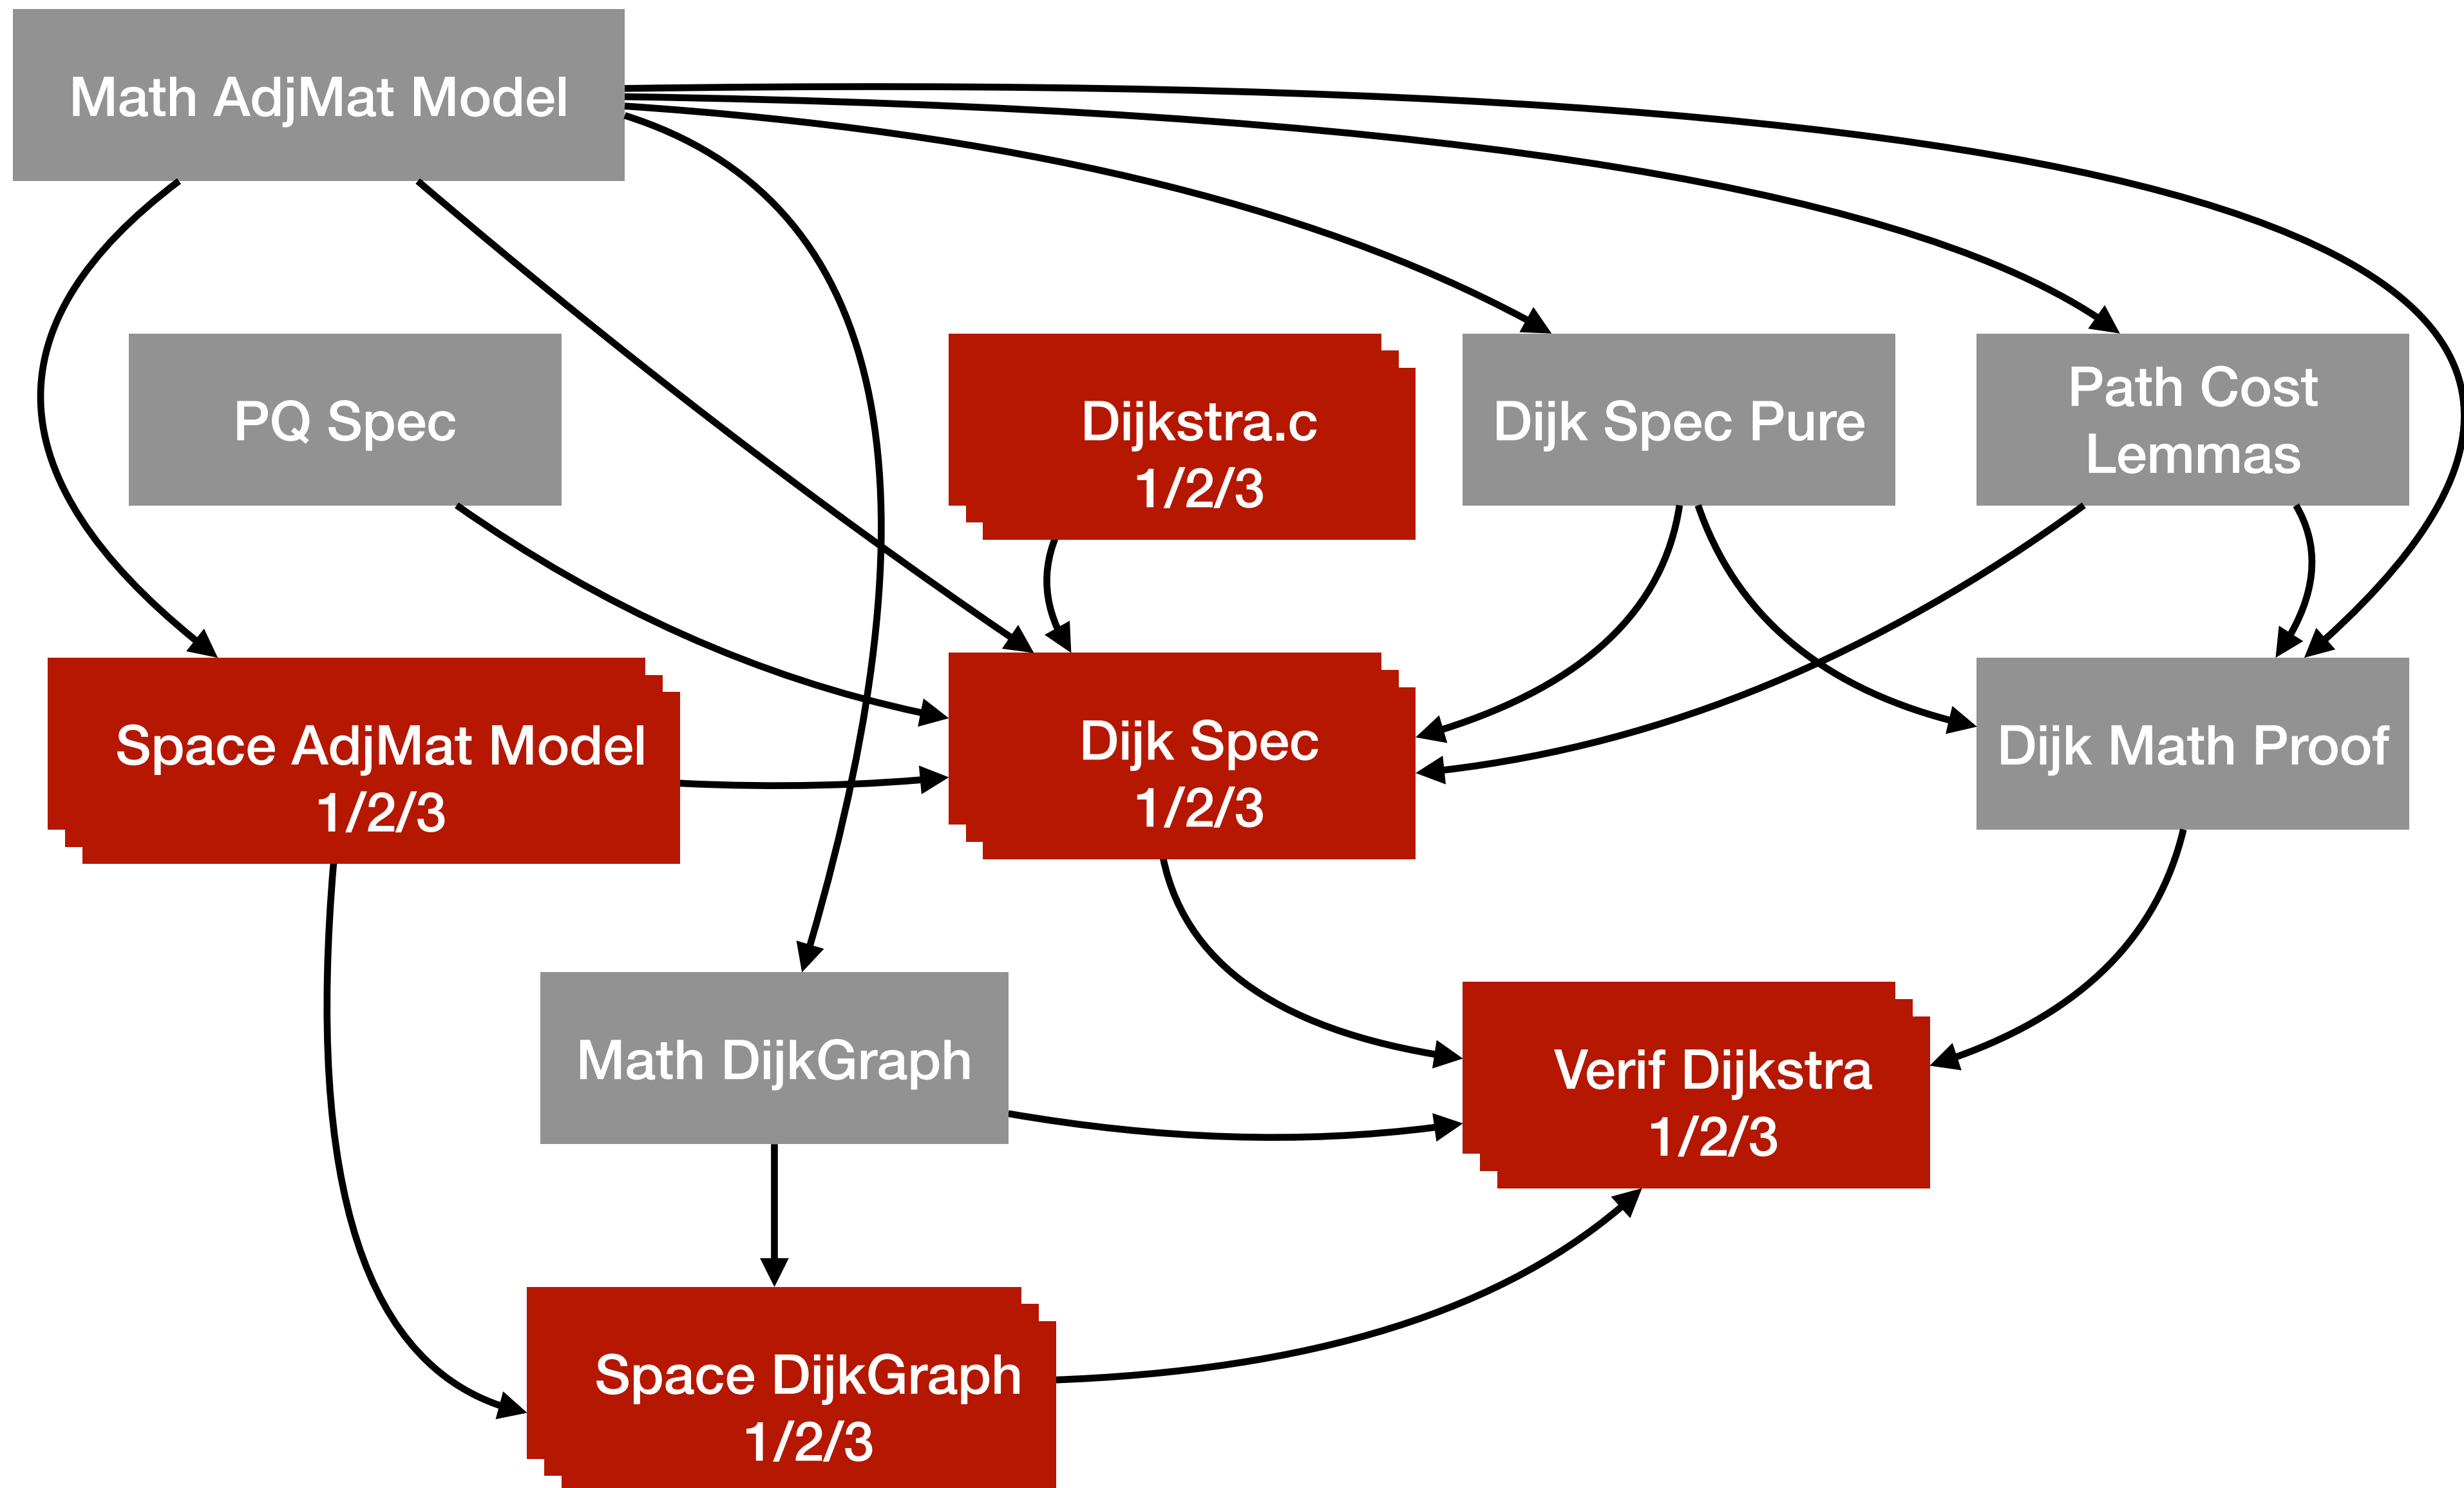 Math AdjMat Model
PQ Spec
Dijkstra.c
1/2/3
Dijk Spec Pure
Path Cost
Lemmas
Space AdjMat Model
1/2/3
Dijk Spec
1/2/3
Dijk Math Proof
Math DijkGraph
Verif Dijkstra
1/2/3
Space DijkGraph
1/2/3